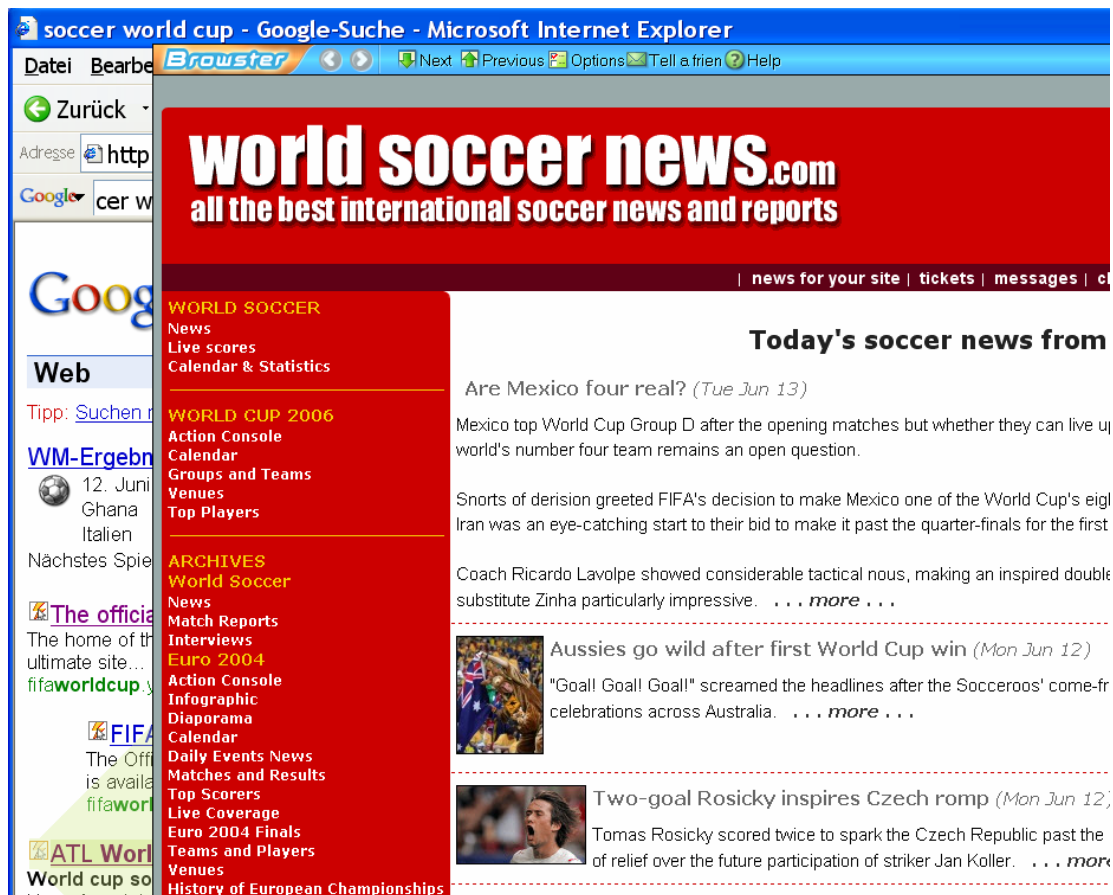 soccer world cup - Google-Suche - Microsoft Internet Explorer
Datei Bearbe
Browster Next Previous Options Tell a frien Help
Zurück
Adresse http
Google cer w
world soccer news.com
all the best international soccer news and reports
| news for your site | tickets | messages |
Goog
Web
Tipp: Suchen
WM-Ergebn
12. Juni
Ghana
Italien
Nächstes Spie
The officia
The home of th
ultimate site...
fifaworldcup.y
FIFA
The Offi
is availa
fifaworl
ATL Worl
World cup so
WORLD SOCCER
News
Live scores
Calendar & Statistics
WORLD CUP 2006
Action Console
Calendar
Groups and Teams
Venues
Top Players
ARCHIVES
World Soccer
News
Match Reports
Interviews
Euro 2004
Action Console
Infographic
Diaporama
Calendar
Daily Events News
Matches and Results
Top Scorers
Live Coverage
Euro 2004 Finals
Teams and Players
Venues
History of European Championships
Today's soccer news from
Are Mexico four real? (Tue Jun 13)
Mexico top World Cup Group D after the opening matches but whether they can live up
world's number four team remains an open question.
Snorts of derision greeted FIFA's decision to make Mexico one of the World Cup's eigh
Iran was an eye-catching start to their bid to make it past the quarter-finals for the first
Coach Ricardo Lavolpe showed considerable tactical nous, making an inspired double
substitute Zinha particularly impressive. . . . more . . .
Aussies go wild after first World Cup win (Mon Jun 12)
"Goal! Goal! Goal!" screamed the headlines after the Socceroos' come-fr
celebrations across Australia. . . . more . . .
Two-goal Rosicky inspires Czech romp (Mon Jun 12)
Tomas Rosicky scored twice to spark the Czech Republic past the
of relief over the future participation of striker Jan Koller. . . . more